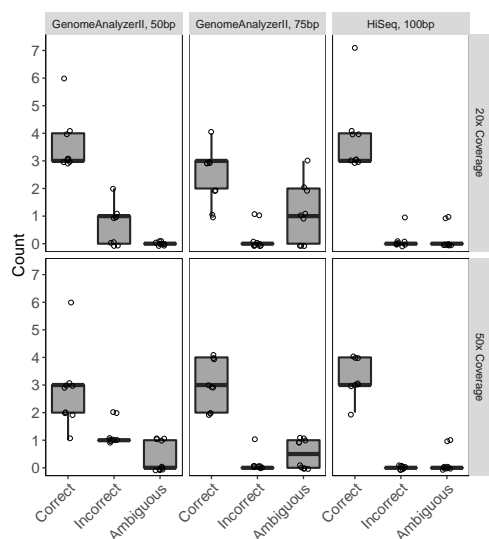 GenomeAnalyzerII, 50bp
GenomeAnalyzerII, 75bp
HiSeq, 100bp
7
6
5
4
3
2
1
0
20x Coverage
Count
7
6
5
4
3
2
1
0
50x Coverage
Correct
Incorrect
Ambiguous
Correct
Incorrect
Ambiguous
Correct
Incorrect
Ambiguous